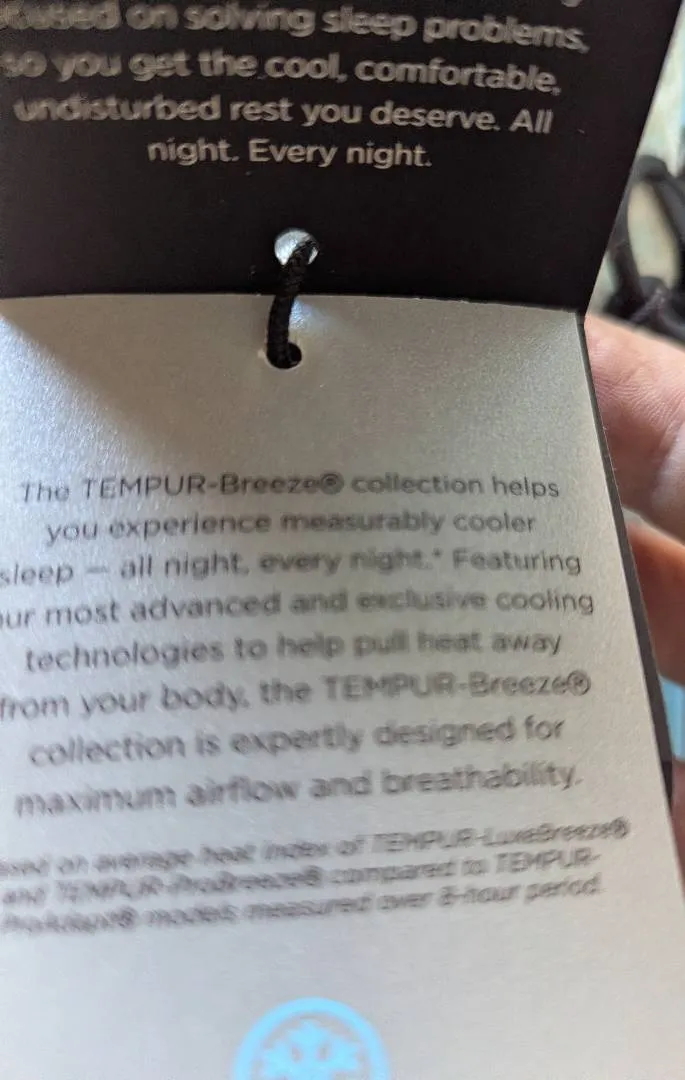 on solving sleep problems,
so you get the cool, comfortable,
undisturbed rest you deserve. All
night. Every night.
The TEMPUR-Breeze® collection helps
you experience measurably cooler
sleep — all night, every night.* Featuring
our most advanced and exclusive cooling
technologies to help pull heat away
from your body, the TEMPUR-Breeze®
collection is expertly designed for
maximum airflow and breathability.
on average heat index of TEMPUR-LuxeBreeze®
and TEMPUR-ProBreeze® compared to TEMPUR-
ProAdapt® models measured over 8-hour period.